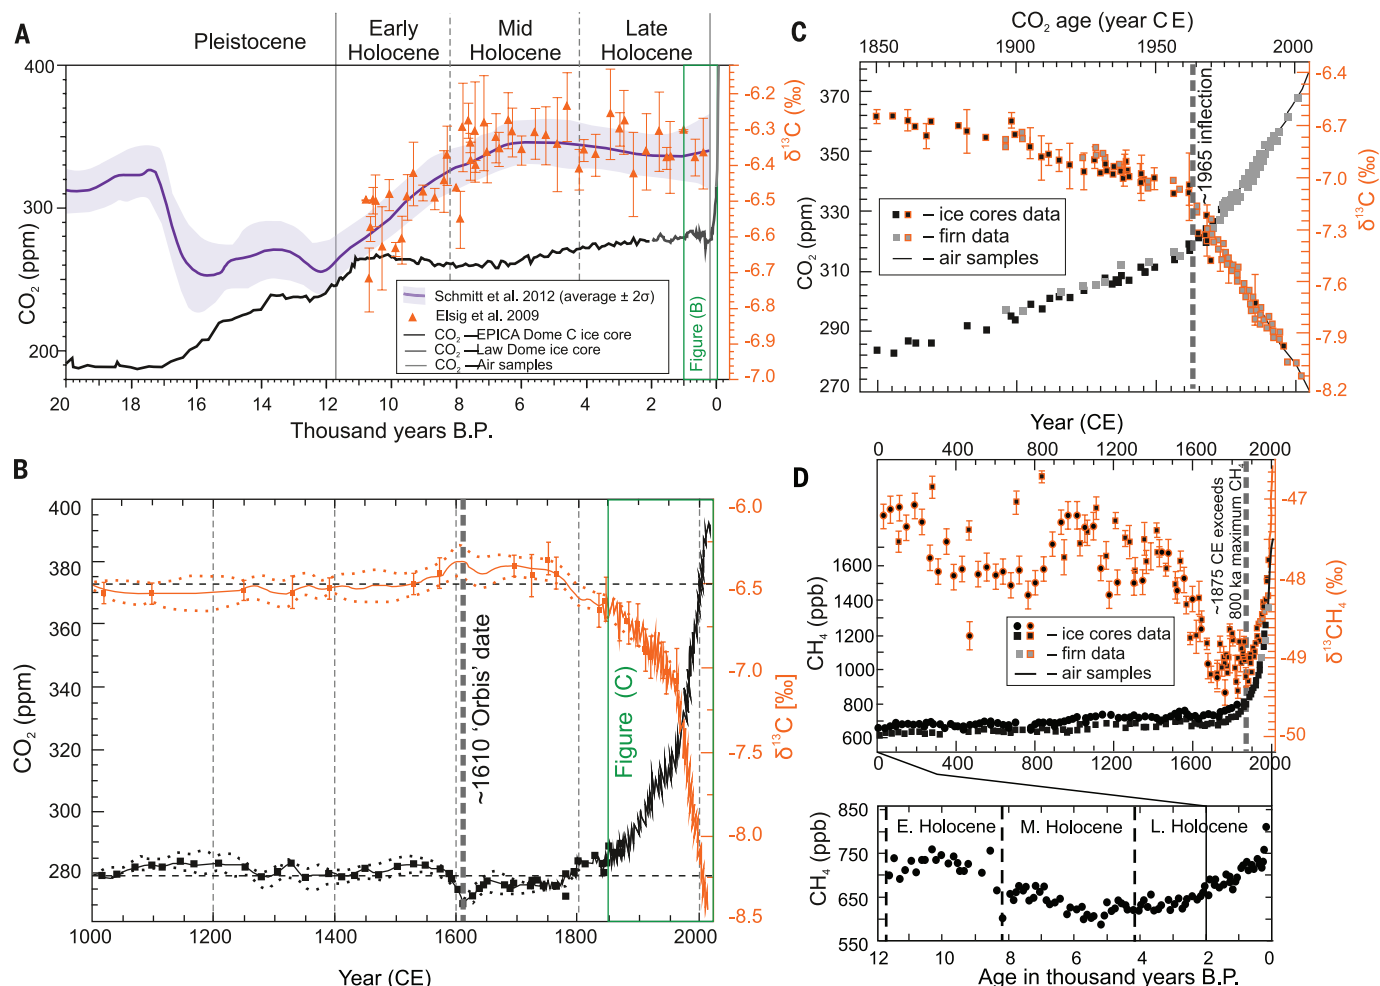 A
Pleistocene
Early Holocene
Mid Holocene
Late Holocene
400
300
250
200
CO₂ (ppm)
-6.2
-6.3
-6.4
-6.5
-6.6
-6.7
-6.8
-6.9
-7.0
δ¹³C (‰)
Schmitt et al. 2012 (average ± 2σ)
Elsig et al. 2009
CO₂ – EPICA Dome C ice core
CO₂ – Law Dome ice core
CO₂ – Air samples
Figure (B)
20 18 16 14 12 10 8 6 4 2 0
Thousand years B.P.
B
400
380
360
340
320
300
280
CO₂ (ppm)
~1610 ‘Orbis’ date
Figure (C)
-6.0
-6.5
-7.0
-7.5
-8.0
-8.5
δ¹³C [‰]
1000 1200 1400 1600 1800 2000
Year (CE)
C
CO₂ age (year CE)
1850 1900 1950 2000
370
350
330
310
290
270
CO₂ (ppm)
~1965 inflection
– ice cores data
– firn data
– air samples
-6.4
-6.7
-7.0
-7.3
-7.6
-7.9
-8.2
δ¹³C (‰)
D
Year (CE)
0 400 800 1200 1600 2000
1600
1400
1200
1000
800
600
CH₄ (ppb)
~1875 CE exceeds
800 ka maximum CH₄
– ice cores data
– firn data
– air samples
-47
-48
-49
-50
δ¹³CH₄ (‰)
0 400 800 1200 1600 2000
850
750
650
550
CH₄ (ppb)
E. Holocene
M. Holocene
L. Holocene
12 10 8 6 4 2 0
Age in thousand years B.P.